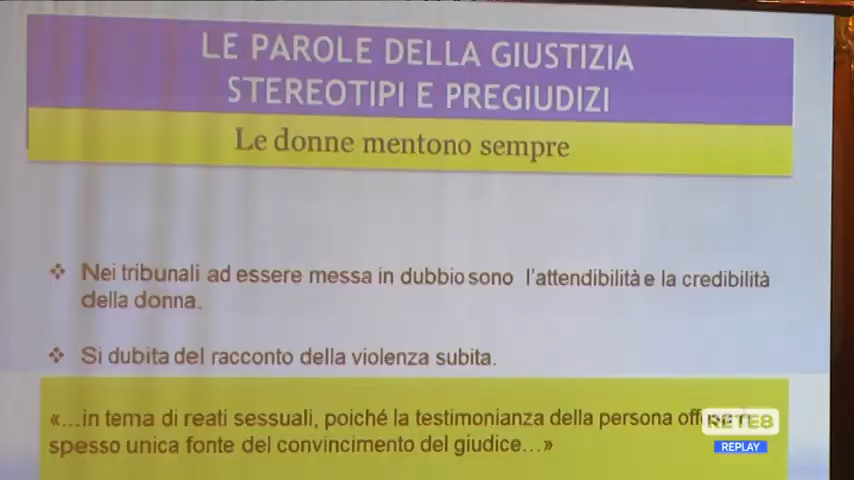 LE PAROLE DELLA GIUSTIZIA
STEREOTIPI E PREGIUDIZI
Le donne mentono sempre
❖ Nei tribunali ad essere messa in dubbio sono l'attendibilità e la credibilità
della donna.
❖ Si dubita del racconto della violenza subita.
«...in tema di reati sessuali, poiché la testimonianza della persona
spesso unica fonte del convincimento del giudice...»
RETE8
REPLAY